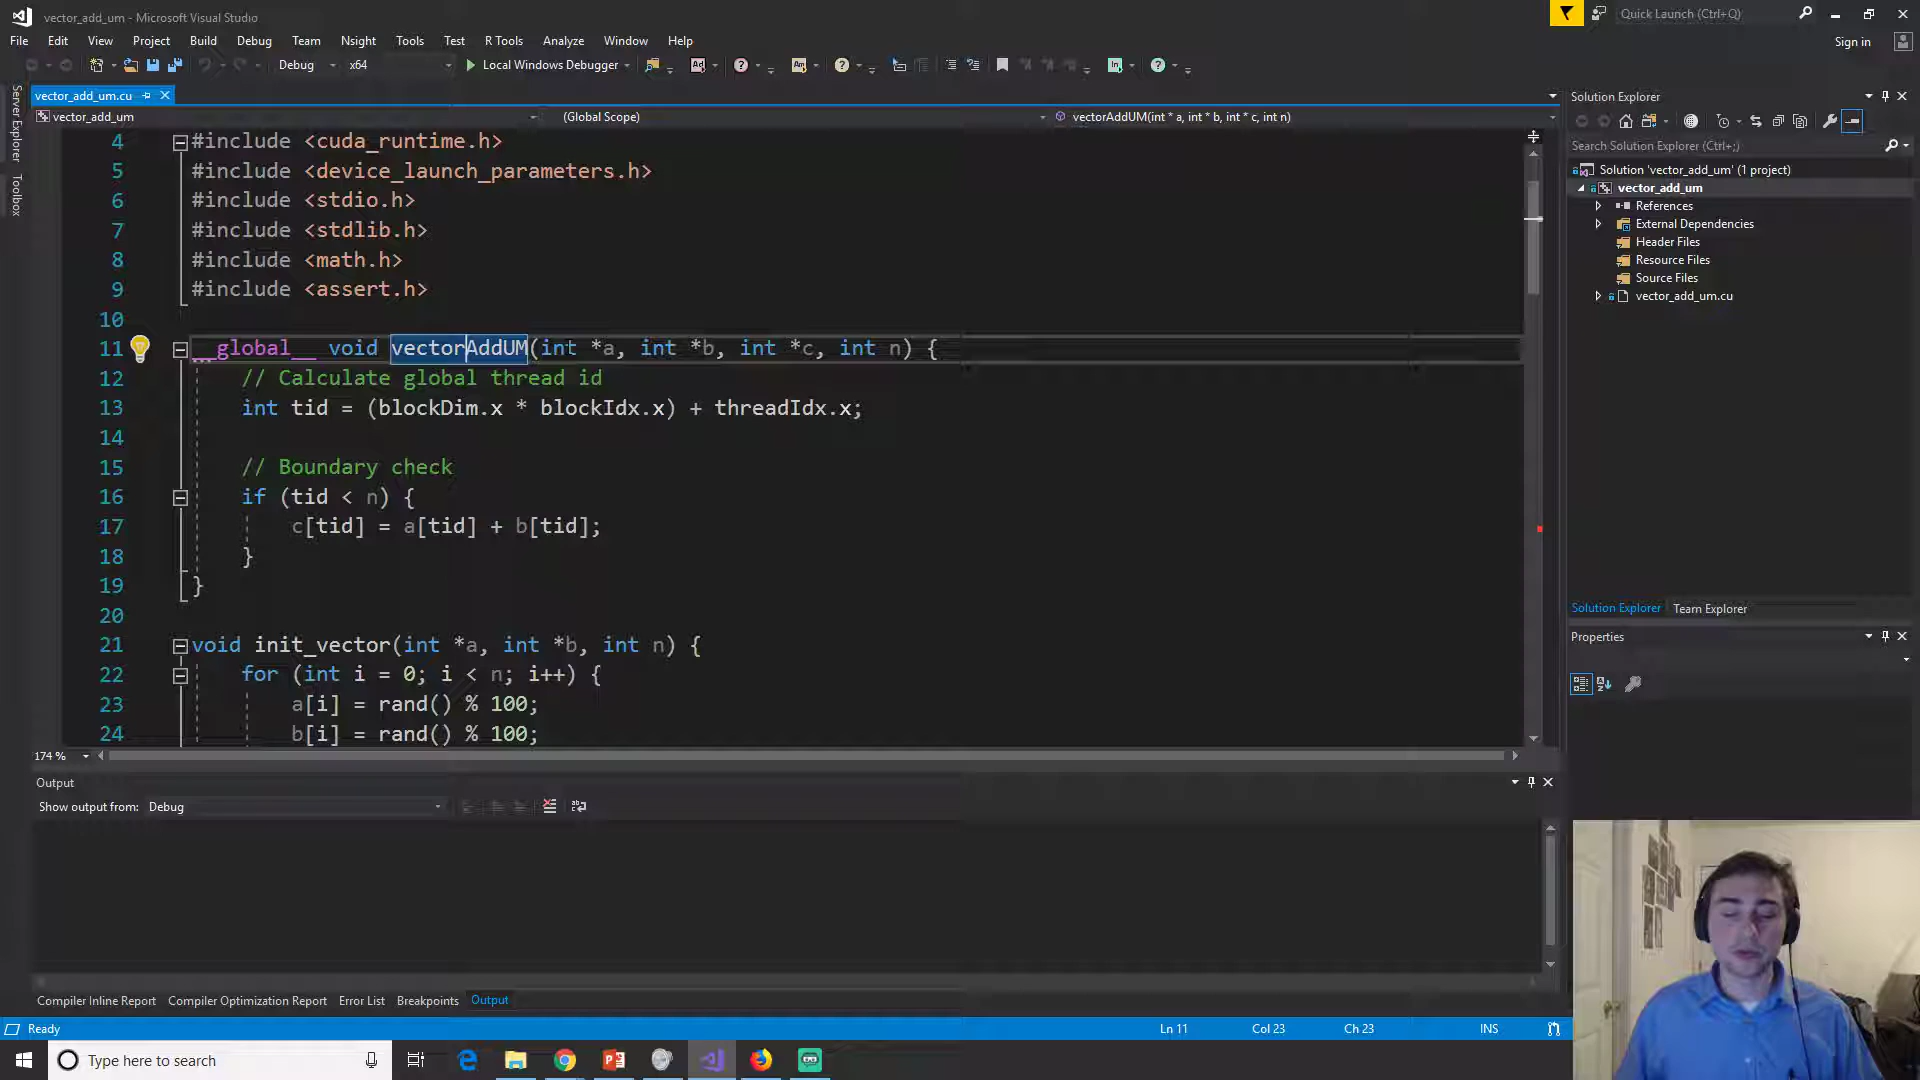 vector_add_um - Microsoft Visual Studio
Quick Launch (Ctrl+Q)
File Edit View Project Build Debug Team Nsight Tools Test R Tools Analyze Window Help
Sign in
Debug x64 Local Windows Debugger
Server Explorer
Toolbox
vector_add_um.cu
vector_add_um (Global Scope) vectorAddUM(int * a, int * b, int * c, int n)
4 #include <cuda_runtime.h>
5 #include <device_launch_parameters.h>
6 #include <stdio.h>
7 #include <stdlib.h>
8 #include <math.h>
9 #include <assert.h>
10
11 __global__ void vectorAddUM(int *a, int *b, int *c, int n) {
12 // Calculate global thread id
13 int tid = (blockDim.x * blockIdx.x) + threadIdx.x;
14
15 // Boundary check
16 if (tid < n) {
17 c[tid] = a[tid] + b[tid];
18 }
19 }
20
21 void init_vector(int *a, int *b, int n) {
22 for (int i = 0; i < n; i++) {
23 a[i] = rand() % 100;
24 b[i] = rand() % 100;
174 %
Output
Show output from: Debug
Compiler Inline Report Compiler Optimization Report Error List Breakpoints Output
Ready Ln 11 Col 23 Ch 23 INS
Type here to search
Solution Explorer
Search Solution Explorer (Ctrl+;)
Solution 'vector_add_um' (1 project)
vector_add_um
References
External Dependencies
Header Files
Resource Files
Source Files
vector_add_um.cu
Solution Explorer Team Explorer
Properties